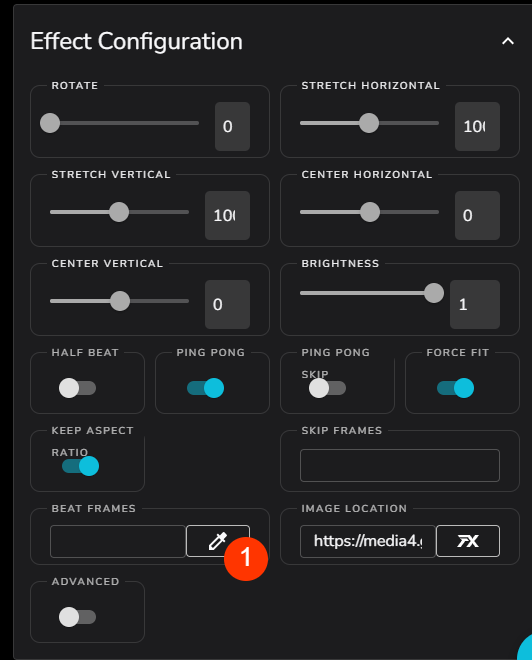 Effect Configuration
ROTATE
0
STRETCH HORIZONTAL
STRETCH VERTICAL
CENTER HORIZONTAL
0
CENTER VERTICAL
0
BRIGHTNESS
1
HALF BEAT
PING PONG
PING PONG
SKIP
FORCE FIT
KEEP ASPECT
RATIO
SKIP FRAMES
BEAT FRAMES
1
IMAGE LOCATION
https://media4.
FX
ADVANCED